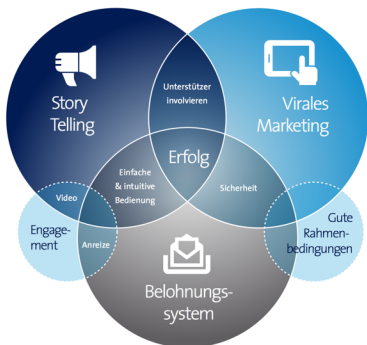 Story
Telling
Unterstützer
involvieren
Virales
Marketing
Erfolg
Einfache
& intuitive
Bedienung
Sicherheit
Video
Engage-
ment
Anreize
Gute
Rahmen-
bedingungen
Belohnungs-
system